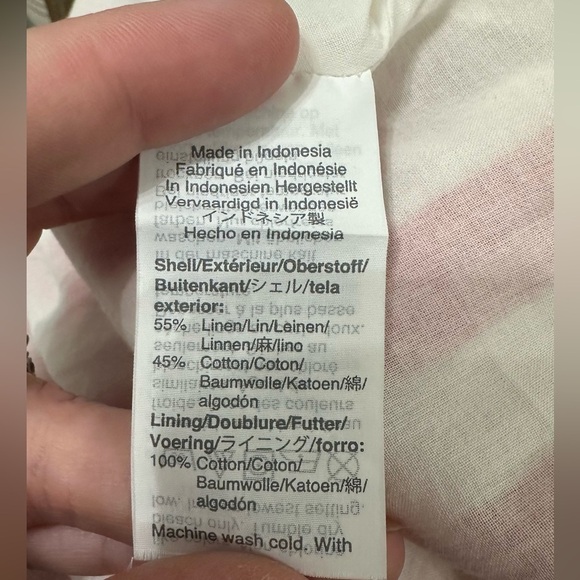 Made in Indonesia
Fabriqué en Indonésie
In Indonesien Hergestellt
Vervaardigd in Indonesië
インドネシア製
Hecho en Indonesia
Shell/Extérieur/Oberstoff/
Buitenkant/シェル/tela
exterior:
55% Linen/Lin/Leinen/
Linnen/麻/lino
45% Cotton/Coton/
Baumwolle/Katoen/綿/
algodón
Lining/Doublure/Futter/
Voering/ライニング/forro:
100% Cotton/Coton/
Baumwolle/Katoen/綿/
algodón
Machine wash cold. With